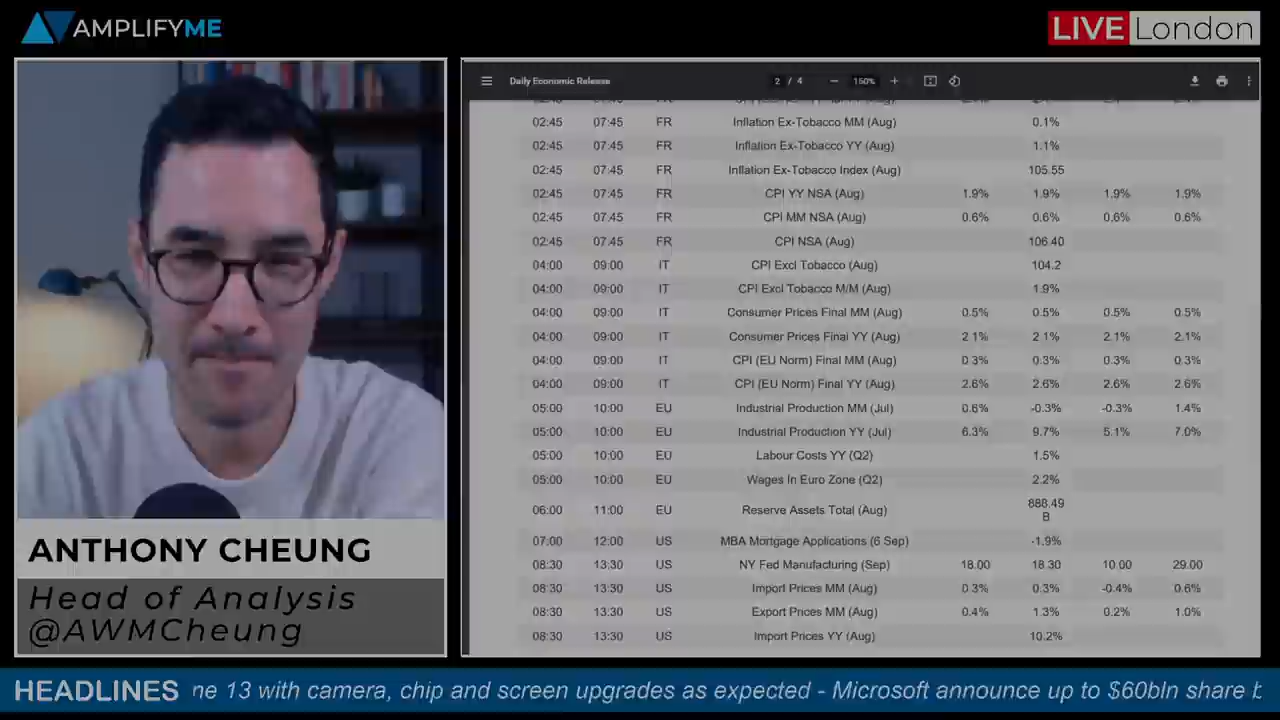 AMPLIFYME
LIVE London
Daily Economic Release 2 / 4 150%
02:45 07:45 FR Inflation Ex-Tobacco MM (Aug) 0.1%
02:45 07:45 FR Inflation Ex-Tobacco YY (Aug) 1.1%
02:45 07:45 FR Inflation Ex-Tobacco Index (Aug) 105.55
02:45 07:45 FR CPI YY NSA (Aug) 1.9% 1.9% 1.9% 1.9%
02:45 07:45 FR CPI MM NSA (Aug) 0.6% 0.6% 0.6% 0.6%
02:45 07:45 FR CPI NSA (Aug) 106.40
04:00 09:00 IT CPI Excl Tobacco (Aug) 104.2
04:00 09:00 IT CPI Excl Tobacco M/M (Aug) 1.9%
04:00 09:00 IT Consumer Prices Final MM (Aug) 0.5% 0.5% 0.5% 0.5%
04:00 09:00 IT Consumer Prices Final YY (Aug) 2.1% 2.1% 2.1% 2.1%
04:00 09:00 IT CPI (EU Norm) Final MM (Aug) 0.3% 0.3% 0.3% 0.3%
04:00 09:00 IT CPI (EU Norm) Final YY (Aug) 2.6% 2.6% 2.6% 2.6%
05:00 10:00 EU Industrial Production MM (Jul) 0.6% -0.3% -0.3% 1.4%
05:00 10:00 EU Industrial Production YY (Jul) 6.3% 9.7% 5.1% 7.0%
05:00 10:00 EU Labour Costs YY (Q2) 1.5%
05:00 10:00 EU Wages In Euro Zone (Q2) 2.2%
06:00 11:00 EU Reserve Assets Total (Aug) 888.49
B
07:00 12:00 US MBA Mortgage Applications (6 Sep) -1.9%
08:30 13:30 US NY Fed Manufacturing (Sep) 18.00 18.30 10.00 29.00
08:30 13:30 US Import Prices MM (Aug) 0.3% 0.3% -0.4% 0.6%
08:30 13:30 US Export Prices MM (Aug) 0.4% 1.3% 0.2% 1.0%
08:30 13:30 US Import Prices YY (Aug) 10.2%
ANTHONY CHEUNG
Head of Analysis
@AWMCheung
HEADLINES ne 13 with camera, chip and screen upgrades as expected - Microsoft announce up to $60bln share